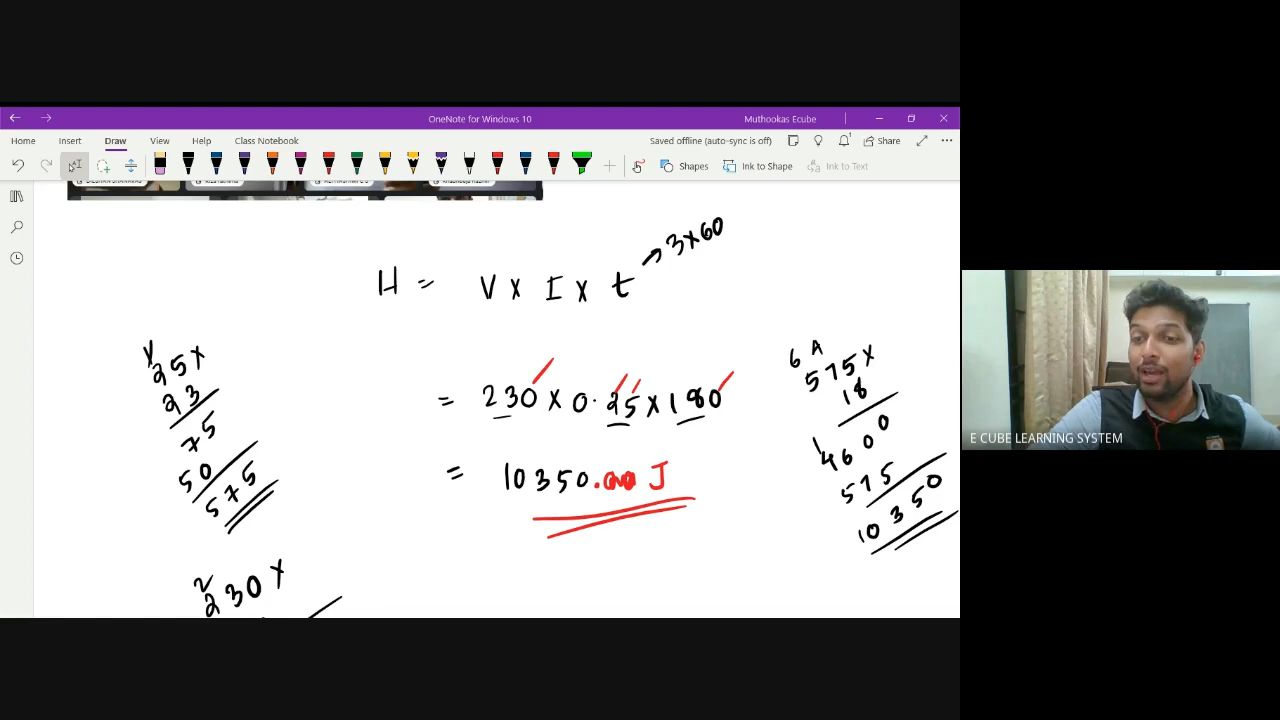 OneNote for Windows 10
Muthookas Ecube
Home Insert Draw View Help Class Notebook
Saved offline (auto-sync is off)
Share
Shapes
Ink to Shape
Ink to Text
H = V x I x t → 3x60
= 230 x 0.25 x 180
= 10350.00 J
25x
23
75
50
575
575x
18
4600
575
10350
230x
E CUBE LEARNING SYSTEM